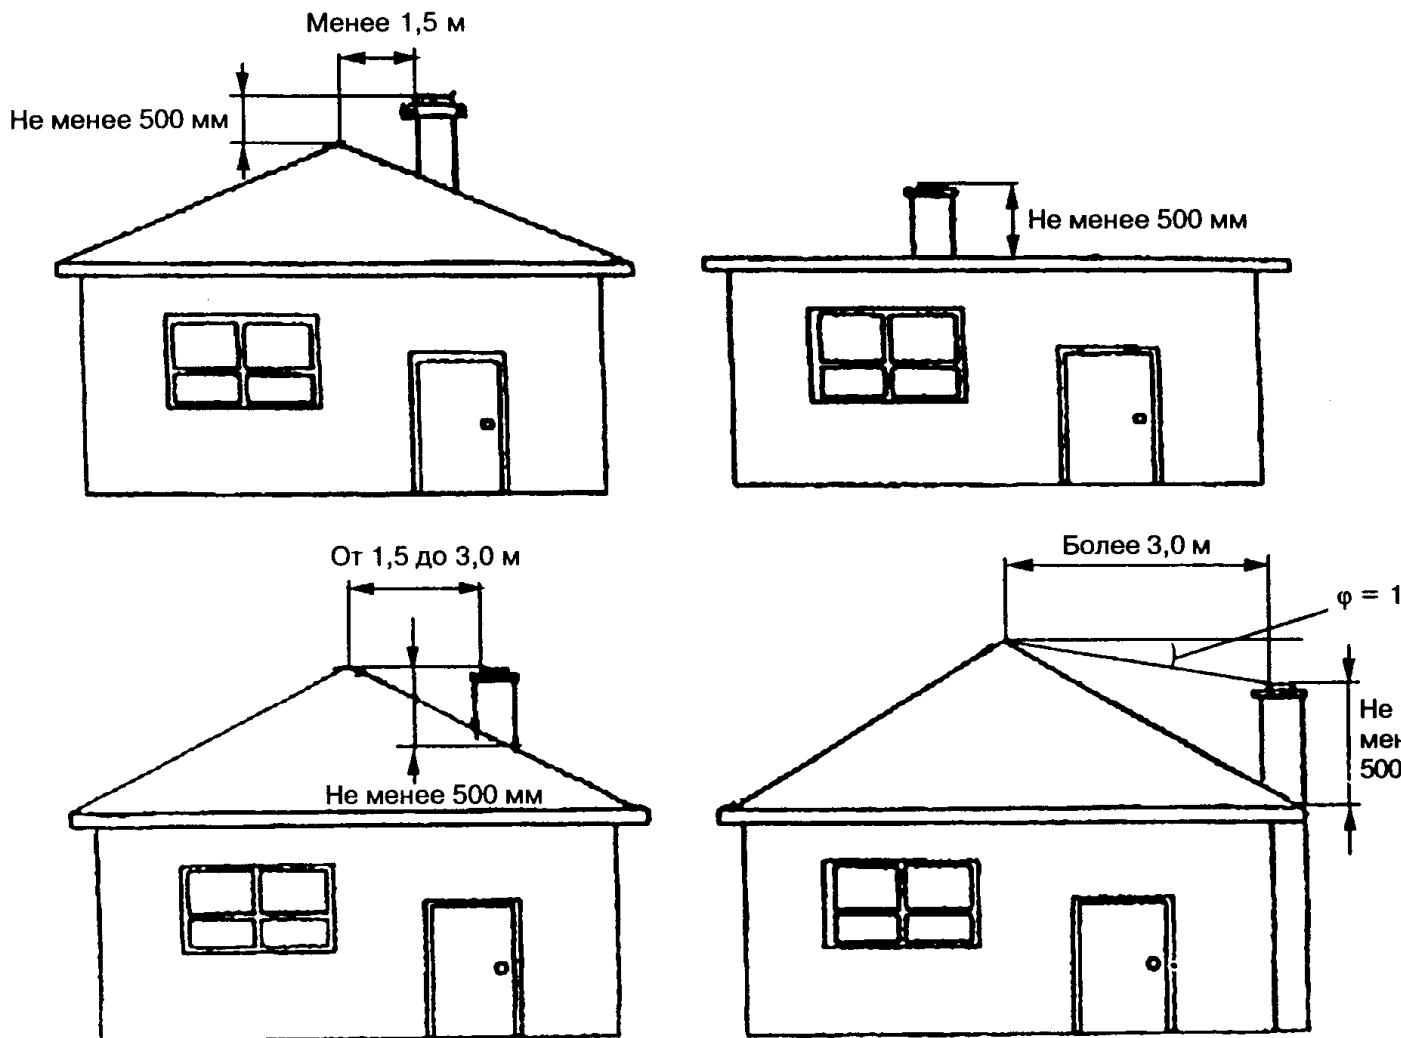 Менее 1,5 м
Не менее 500 мм
Не менее 500 мм
От 1,5 до 3,0 м
Не менее 500 мм
Более 3,0 м
φ = 1
Не
мен
500